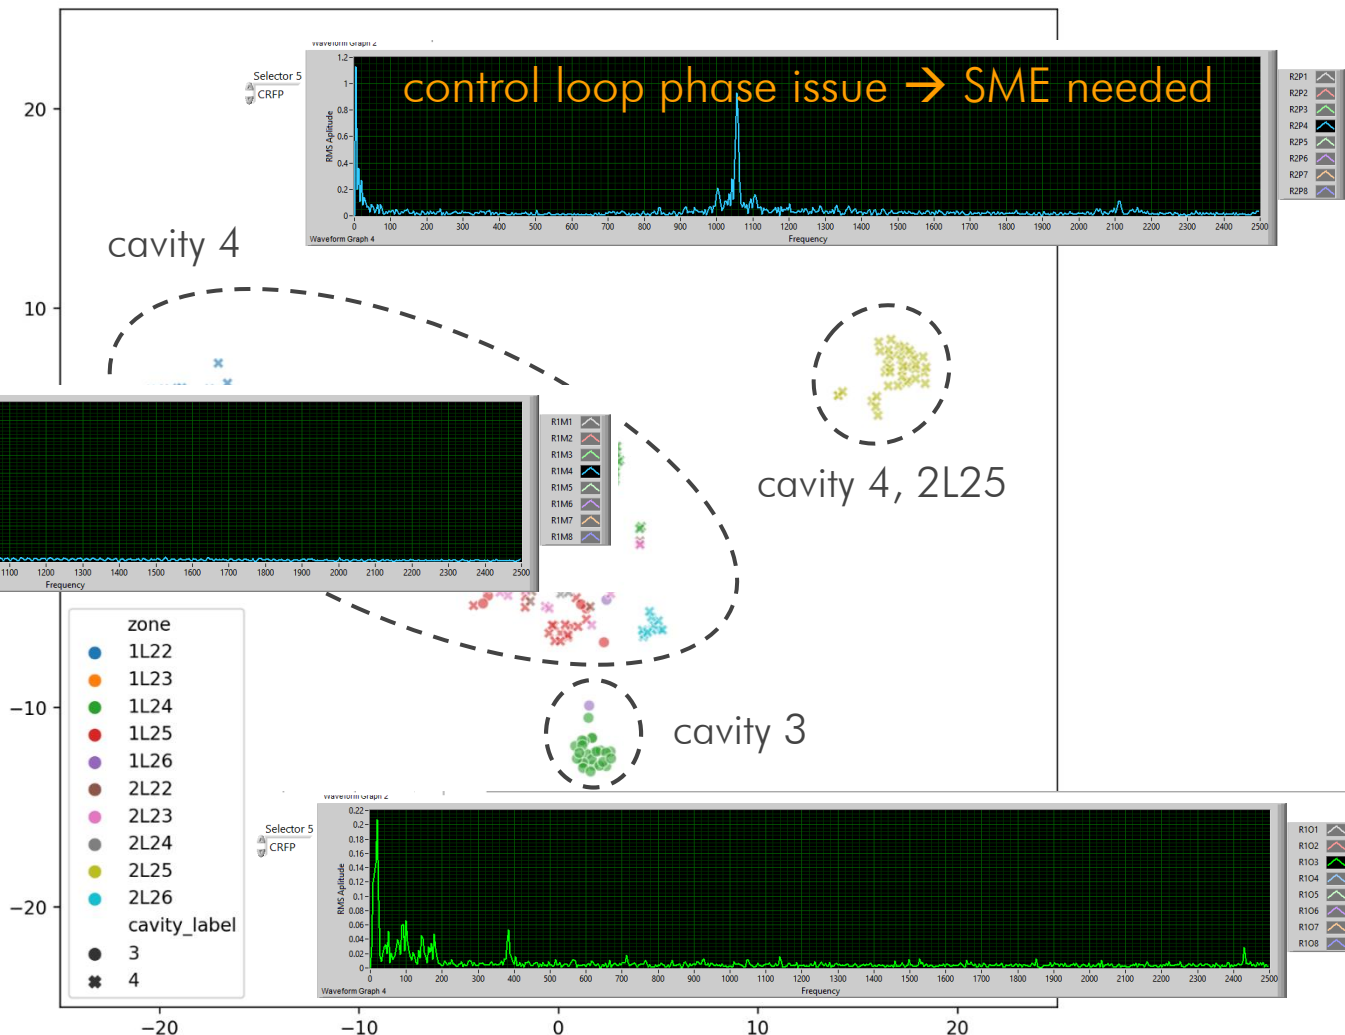 Waveform Graph 2
Selector 5
CRFP
control loop phase issue → SME needed
RMS Aplitude
1.2
1
0.8
0.6
0.4
0.2
0
0 100 200 300 400 500 600 700 800 900 1000 1100 1200 1300 1400 1500 1600 1700 1800 1900 2000 2100 2200 2300 2400 2500
Waveform Graph 4
Frequency
R2P1
R2P2
R2P3
R2P4
R2P5
R2P6
R2P7
R2P8
20
10
−10
−20
cavity 4
cavity 4, 2L25
1100 1200 1300 1400 1500 1600 1700 1800 1900 2000 2100 2200 2300 2400 2500
Frequency
R1M1
R1M2
R1M3
R1M4
R1M5
R1M6
R1M7
R1M8
cavity 3
zone
1L22
1L23
1L24
1L25
1L26
2L22
2L23
2L24
2L25
2L26
cavity_label
3
4
Waveform Graph 2
Selector 5
CRFP
RMS Aplitude
0.22
0.2
0.18
0.16
0.14
0.12
0.1
0.08
0.06
0.04
0.02
0
0 100 200 300 400 500 600 700 800 900 1000 1100 1200 1300 1400 1500 1600 1700 1800 1900 2000 2100 2200 2300 2400 2500
Waveform Graph 4
Frequency
R1O1
R1O2
R1O3
R1O4
R1O5
R1O6
R1O7
R1O8
−20 −10 0 10 20